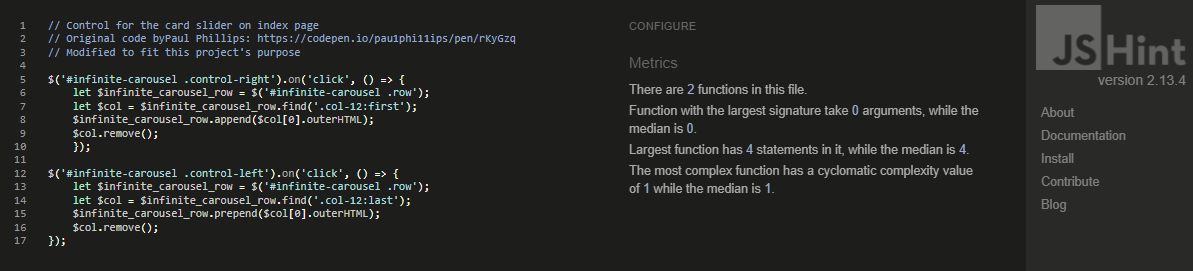 1 // Control for the card slider on index page
2 // Original code byPaul Phillips: https://codepen.io/pau1phi11ips/pen/rKyGzq
3 // Modified to fit this project's purpose
4
5 $('#infinite-carousel .control-right').on('click', () => {
6 let $infinite_carousel_row = $('#infinite-carousel .row');
7 let $col = $infinite_carousel_row.find('.col-12:first');
8 $infinite_carousel_row.append($col[0].outerHTML);
9 $col.remove();
10 });
11
12 $('#infinite-carousel .control-left').on('click', () => {
13 let $infinite_carousel_row = $('#infinite-carousel .row');
14 let $col = $infinite_carousel_row.find('.col-12:last');
15 $infinite_carousel_row.prepend($col[0].outerHTML);
16 $col.remove();
17 });
CONFIGURE
Metrics
There are 2 functions in this file.
Function with the largest signature take 0 arguments, while the
median is 0.
Largest function has 4 statements in it, while the median is 4.
The most complex function has a cyclomatic complexity value
of 1 while the median is 1.
JSHint
version 2.13.4
About
Documentation
Install
Contribute
Blog